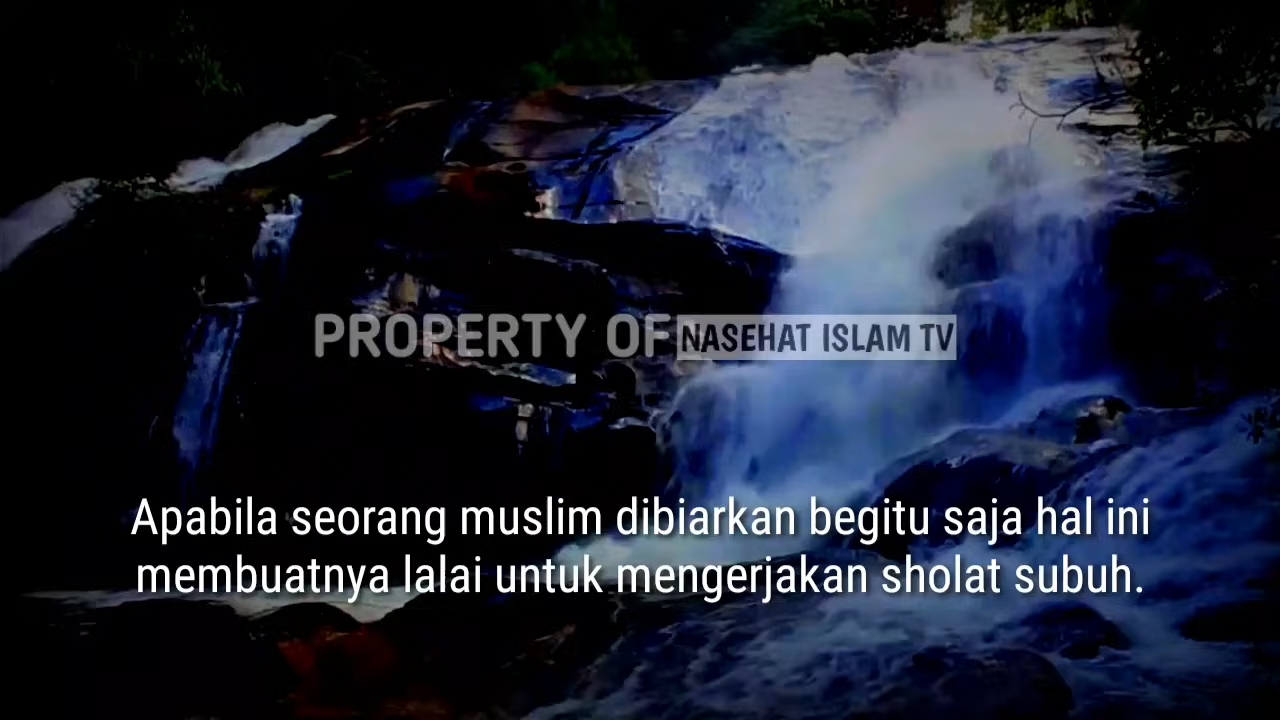 PROPERTY OF NASEHAT ISLAM TV
Apabila seorang muslim dibiarkan begitu saja hal ini
membuatnya lalai untuk mengerjakan sholat subuh.